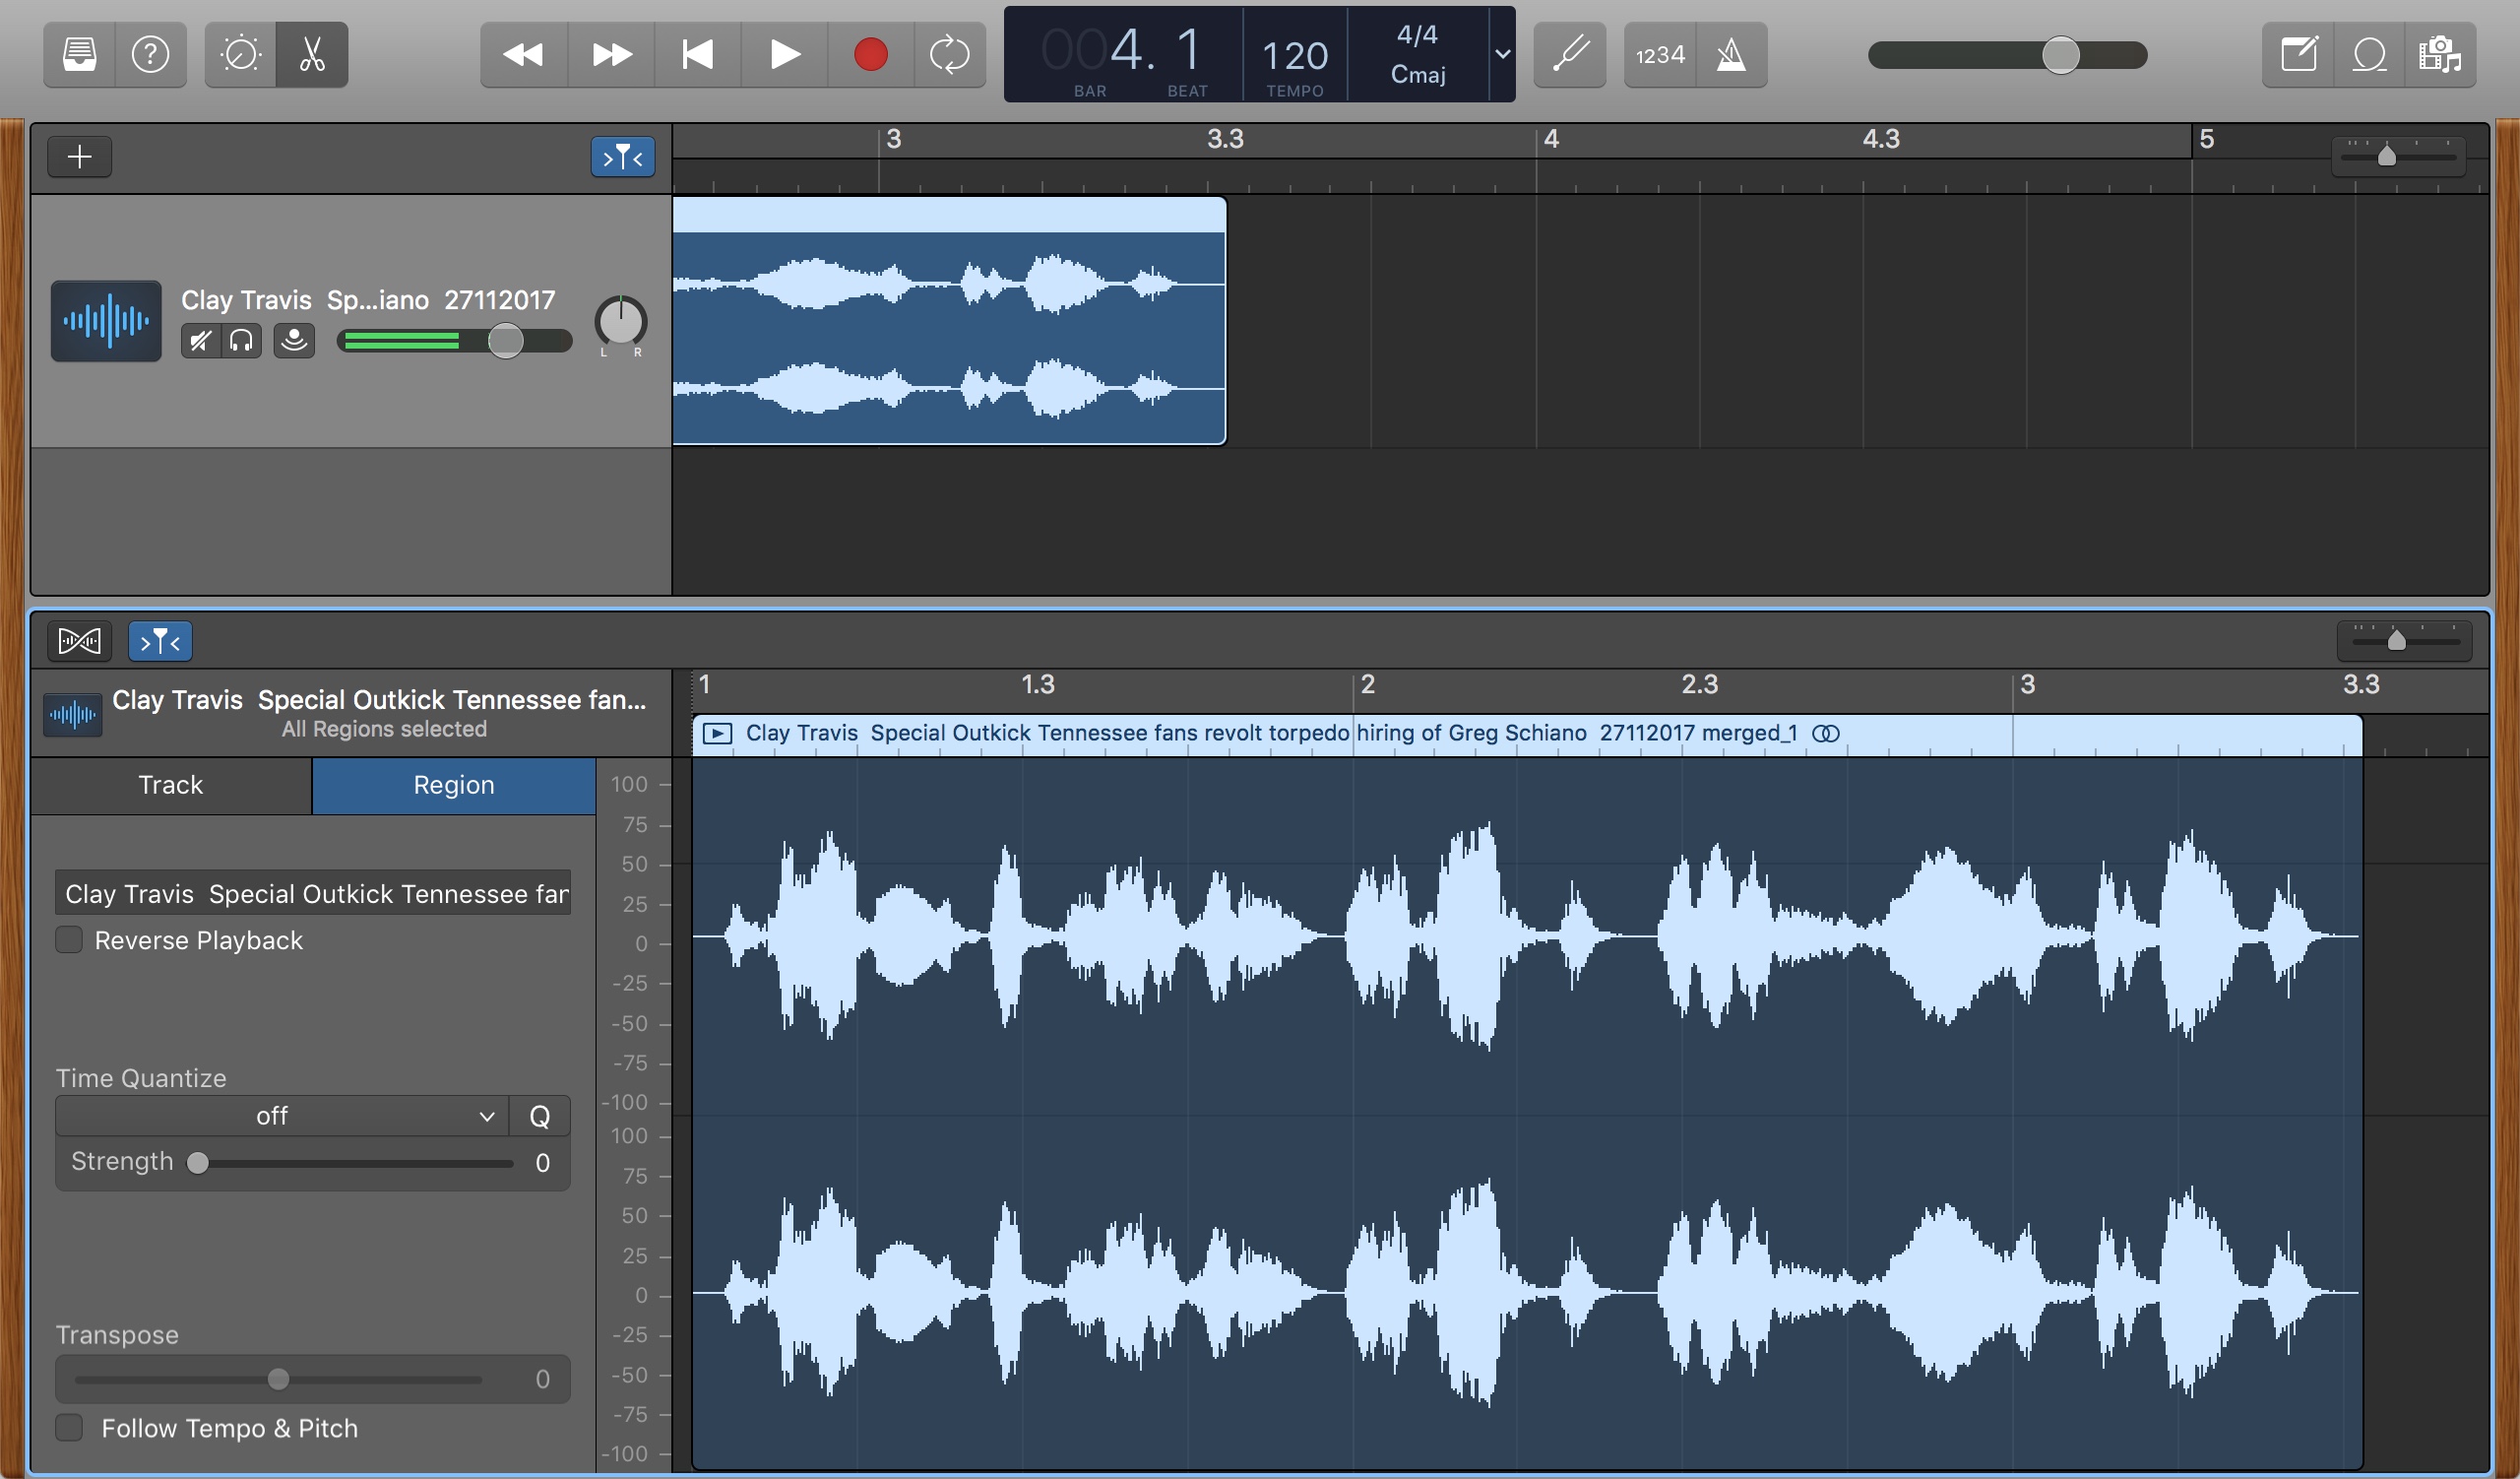 004. 1
BAR
BEAT
120
TEMPO
4/4
Cmaj
1234
3
3.3
4
4.3
5
Clay Travis Sp...iano 27112017
L R
Clay Travis Special Outkick Tennessee fan...
All Regions selected
1
1.3
2
2.3
3
3.3
Clay Travis Special Outkick Tennessee fans revolt torpedo hiring of Greg Schiano 27112017 merged_1
Track
Region
Clay Travis Special Outkick Tennessee fan
Reverse Playback
Time Quantize
off
Q
Strength
0
Transpose
0
Follow Tempo & Pitch
100
75
50
25
0
-25
-50
-75
-100
100
75
50
25
0
-25
-50
-75
-100